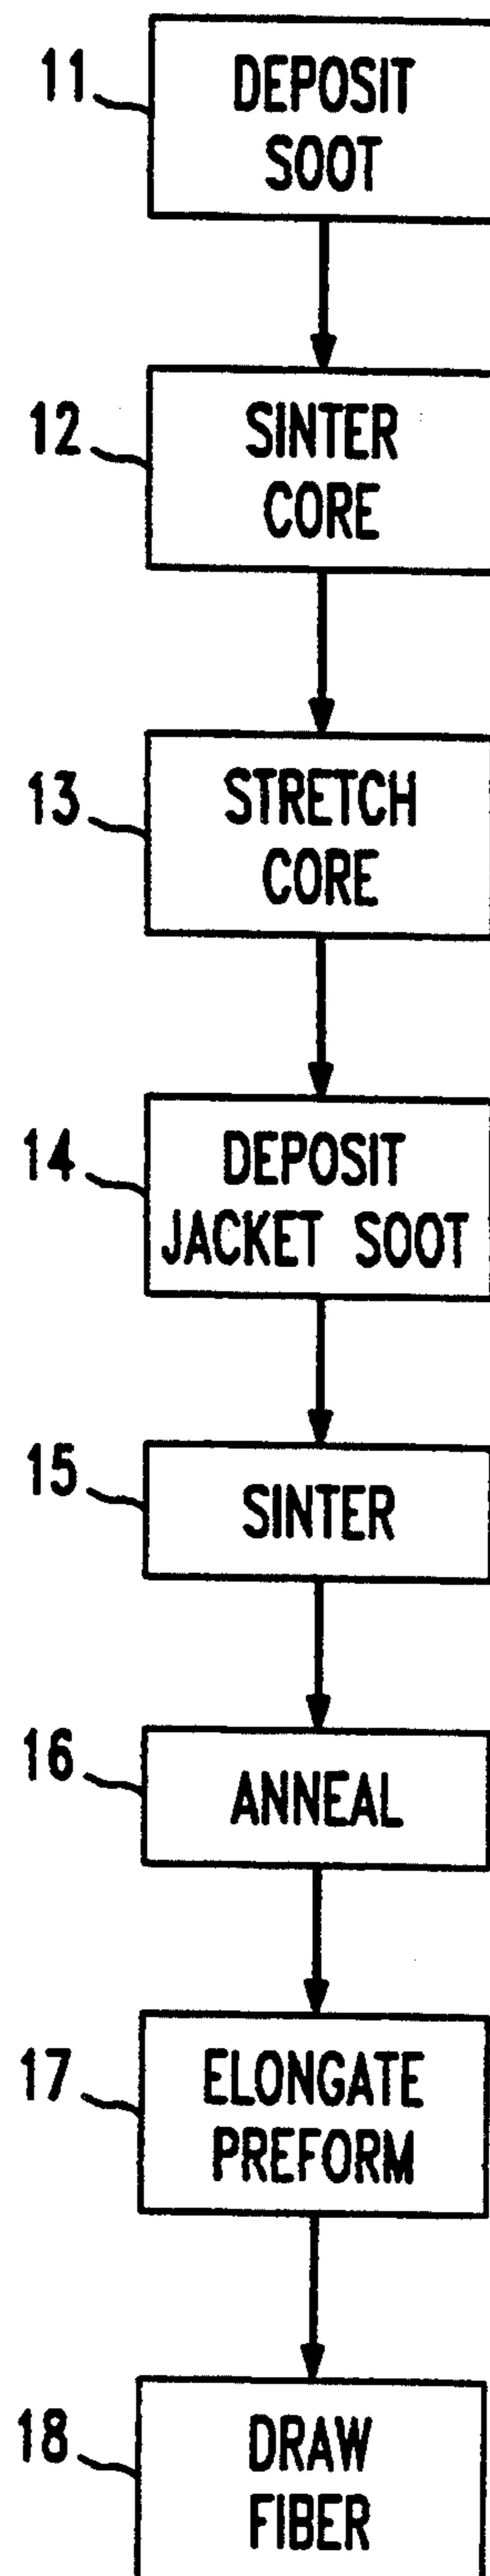 11
DEPOSIT
SOOT
12
SINTER
CORE
13
STRETCH
CORE
14
DEPOSIT
JACKET SOOT
15
SINTER
16
ANNEAL
17
ELONGATE
PREFORM
18
DRAW
FIBER